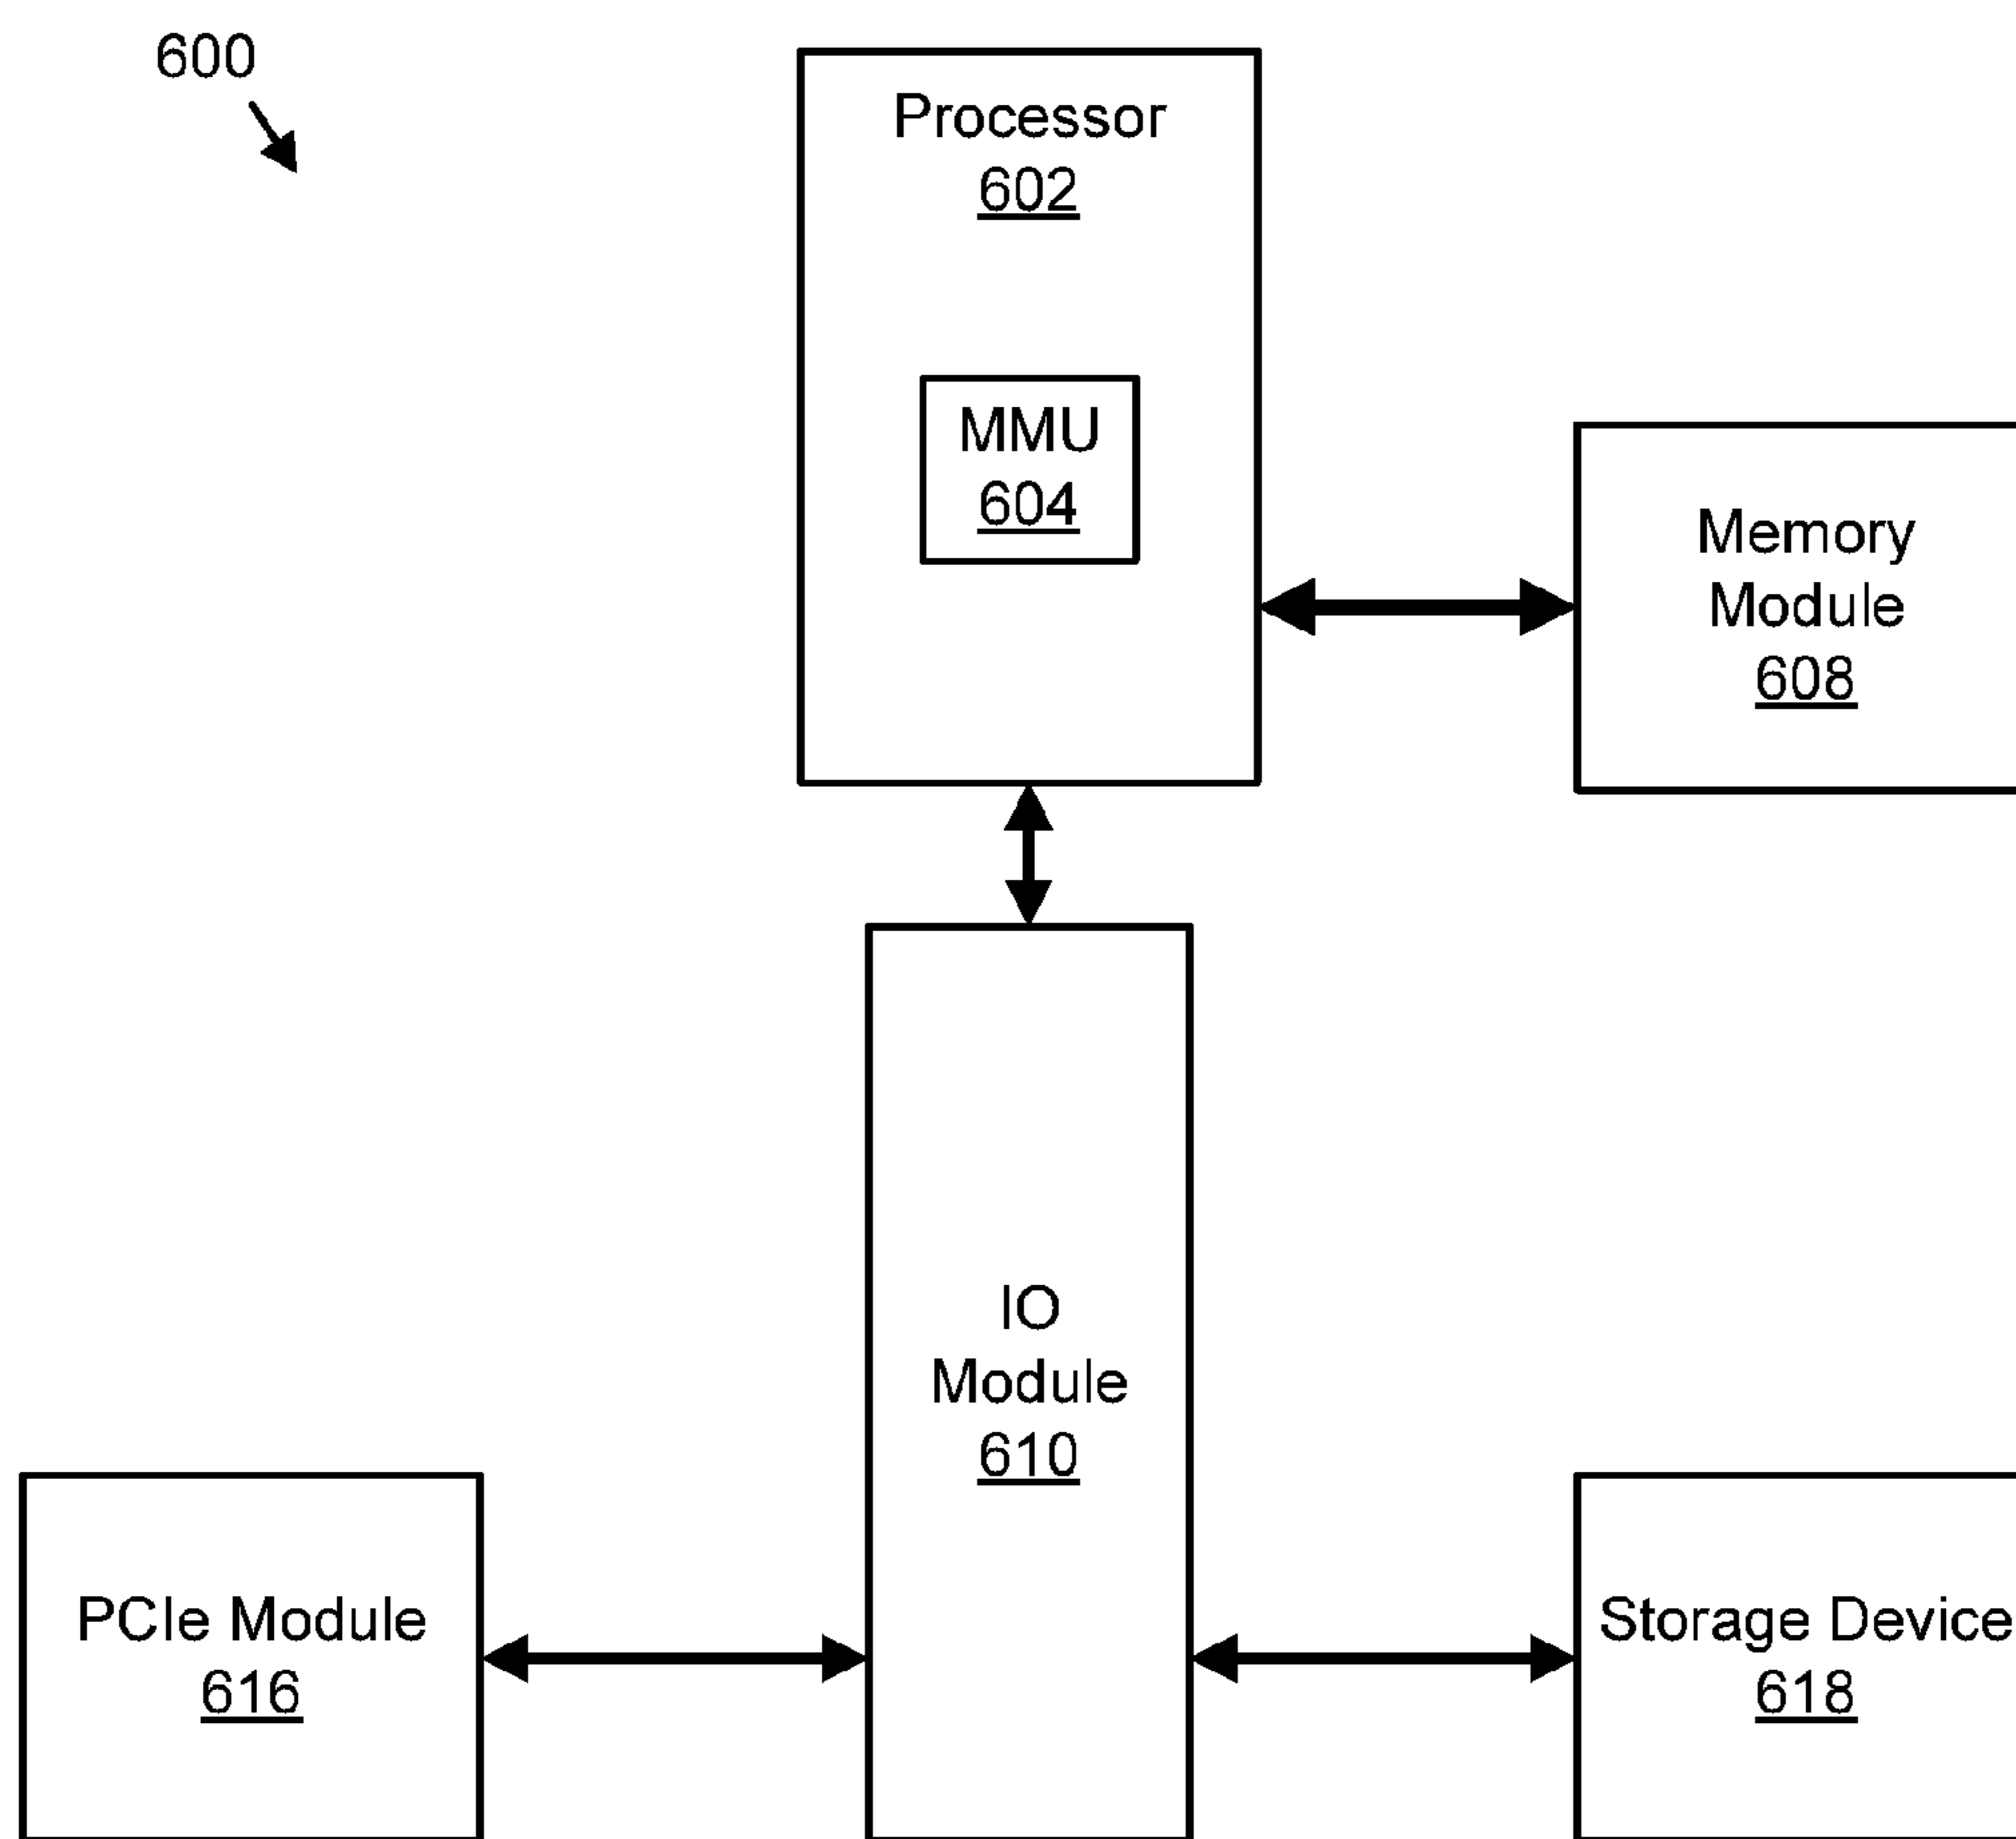 600
Processor
602
MMU
604
Memory
Module
608
IO
Module
610
PCIe Module
616
Storage Device
618